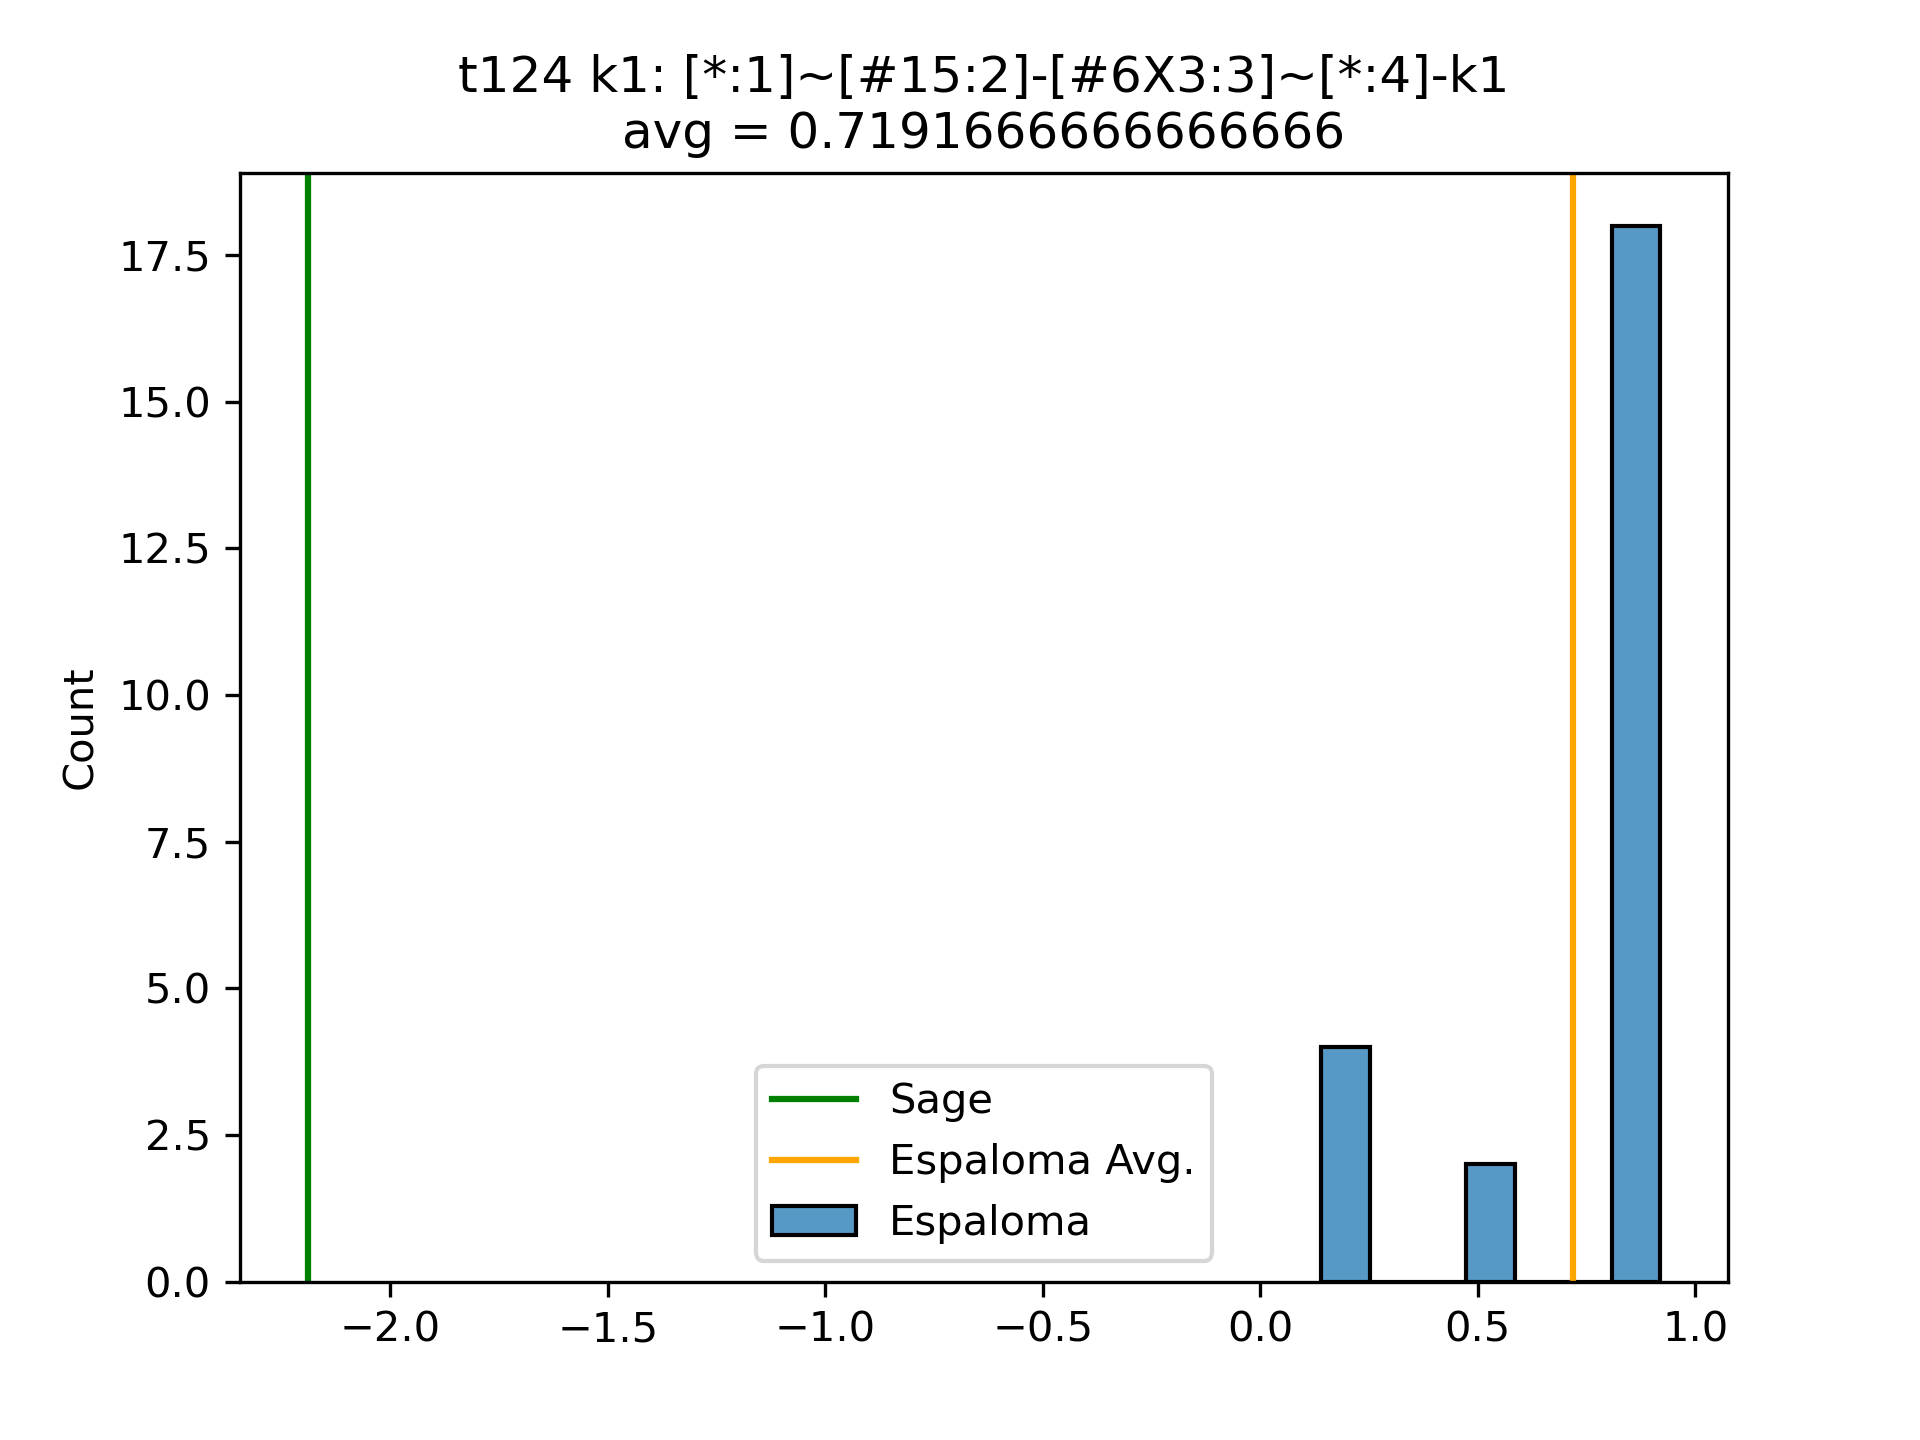 t124 k1: [*:1]~[#15:2]-[#6X3:3]~[*:4]-k1
avg = 0.7191666666666666
17.5
15.0
12.5
10.0
7.5
5.0
2.5
0.0
Count
Sage
Espaloma Avg.
Espaloma
−2.0 −1.5 −1.0 −0.5 0.0 0.5 1.0